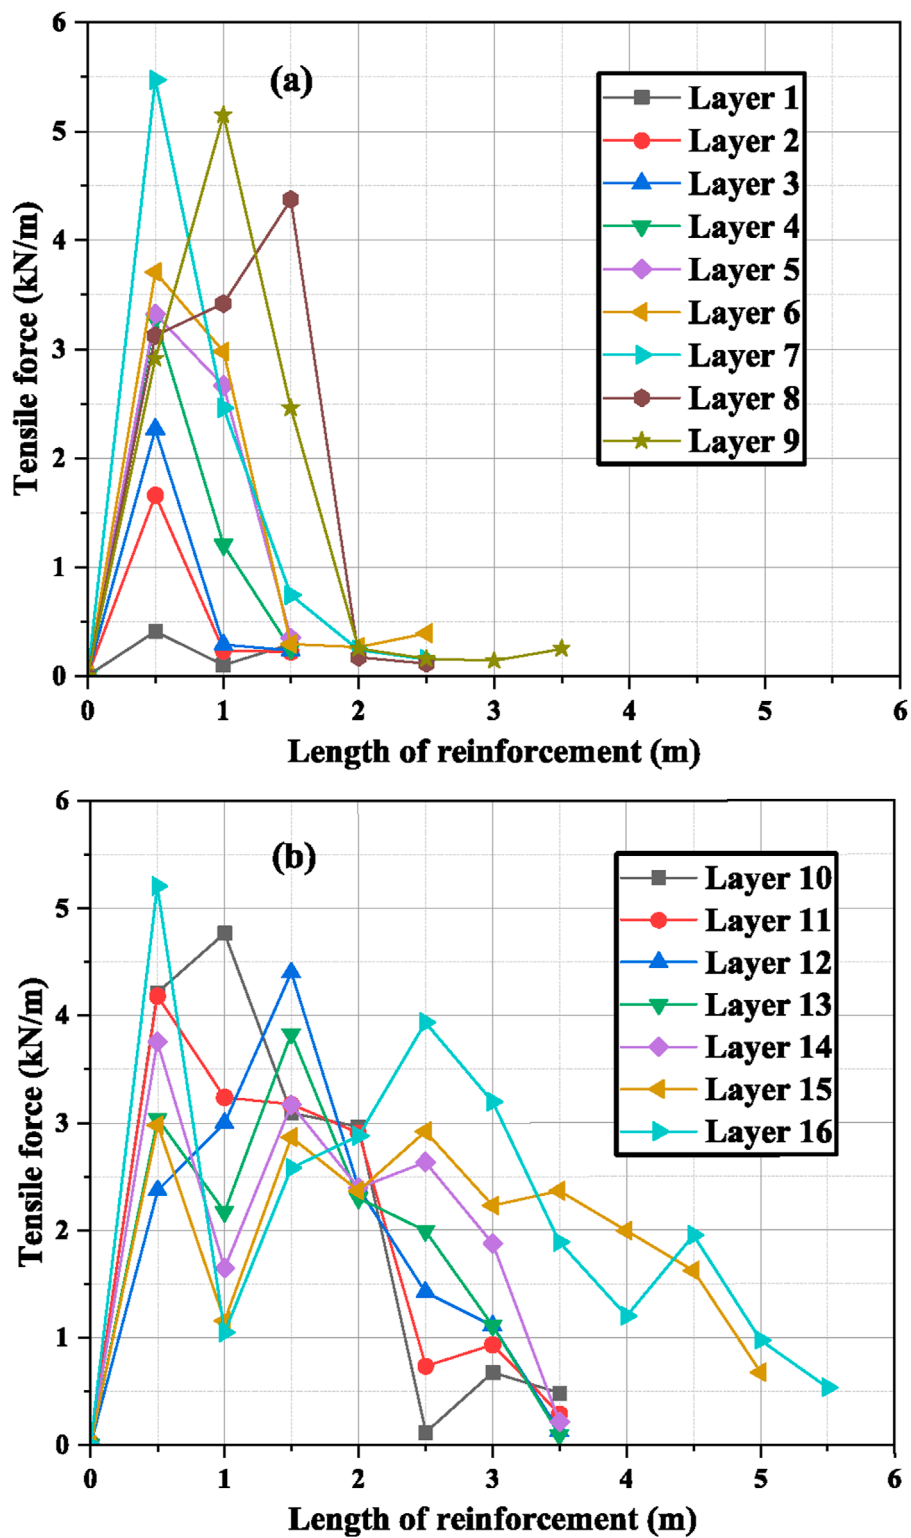 6
(a)
Layer 1
Layer 2
Layer 3
Layer 4
Layer 5
Layer 6
Layer 7
Layer 8
Layer 9
5
4
3
2
1
0
Tensile force (kN/m)
0 1 2 3 4 5 6
Length of reinforcement (m)
6
(b)
Layer 10
Layer 11
Layer 12
Layer 13
Layer 14
Layer 15
Layer 16
5
4
3
2
1
0
Tensile force (kN/m)
0 1 2 3 4 5 6
Length of reinforcement (m)